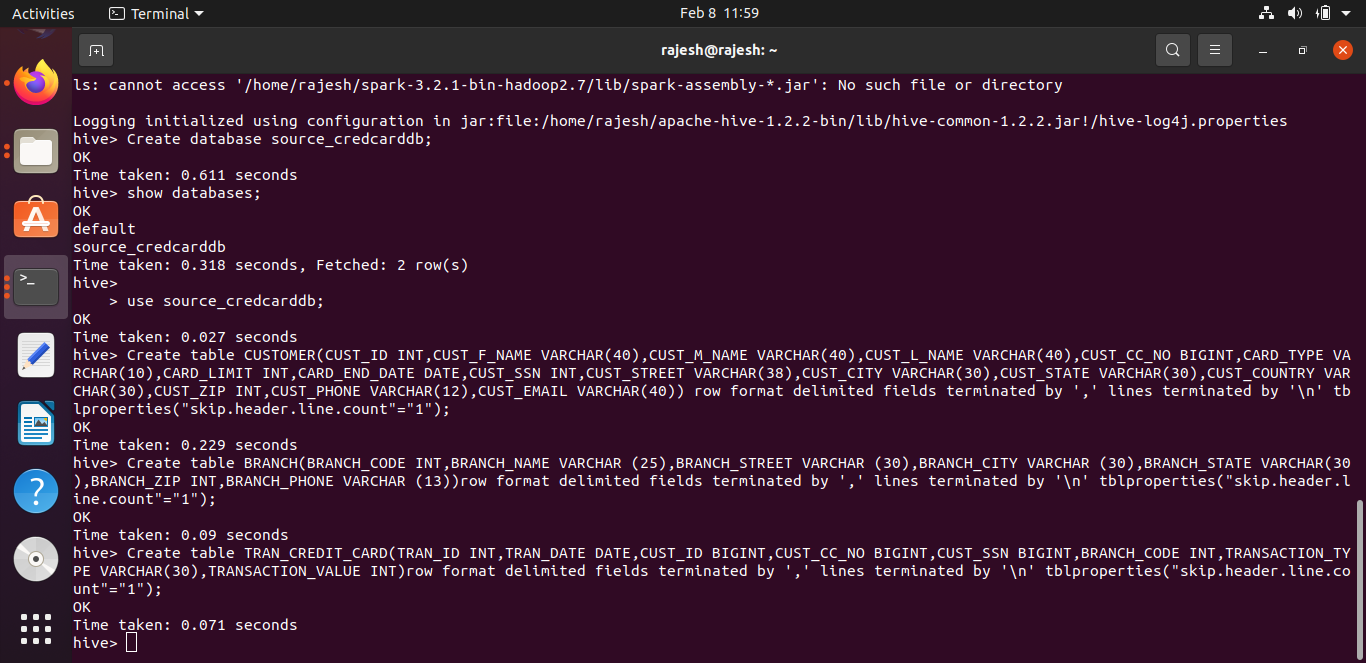 Activities
Terminal
Feb 8 11:59
rajesh@rajesh: ~
ls: cannot access '/home/rajesh/spark-3.2.1-bin-hadoop2.7/lib/spark-assembly-*.jar': No such file or directory
Logging initialized using configuration in jar:file:/home/rajesh/apache-hive-1.2.2-bin/lib/hive-common-1.2.2.jar!/hive-log4j.properties
hive> Create database source_credcarddb;
OK
Time taken: 0.611 seconds
hive> show databases;
OK
default
source_credcarddb
Time taken: 0.318 seconds, Fetched: 2 row(s)
hive>
    > use source_credcarddb;
OK
Time taken: 0.027 seconds
hive> Create table CUSTOMER(CUST_ID INT,CUST_F_NAME VARCHAR(40),CUST_M_NAME VARCHAR(40),CUST_L_NAME VARCHAR(40),CUST_CC_NO BIGINT,CARD_TYPE VA
RCHAR(10),CARD_LIMIT INT,CARD_END_DATE DATE,CUST_SSN INT,CUST_STREET VARCHAR(38),CUST_CITY VARCHAR(30),CUST_STATE VARCHAR(30),CUST_COUNTRY VAR
CHAR(30),CUST_ZIP INT,CUST_PHONE VARCHAR(12),CUST_EMAIL VARCHAR(40)) row format delimited fields terminated by ',' lines terminated by '\n' tb
lproperties("skip.header.line.count"="1");
OK
Time taken: 0.229 seconds
hive> Create table BRANCH(BRANCH_CODE INT,BRANCH_NAME VARCHAR (25),BRANCH_STREET VARCHAR (30),BRANCH_CITY VARCHAR (30),BRANCH_STATE VARCHAR(30
),BRANCH_ZIP INT,BRANCH_PHONE VARCHAR (13))row format delimited fields terminated by ',' lines terminated by '\n' tblproperties("skip.header.l
ine.count"="1");
OK
Time taken: 0.09 seconds
hive> Create table TRAN_CREDIT_CARD(TRAN_ID INT,TRAN_DATE DATE,CUST_ID BIGINT,CUST_CC_NO BIGINT,CUST_SSN BIGINT,BRANCH_CODE INT,TRANSACTION_TY
PE VARCHAR(30),TRANSACTION_VALUE INT)row format delimited fields terminated by ',' lines terminated by '\n' tblproperties("skip.header.line.co
unt"="1");
OK
Time taken: 0.071 seconds
hive>